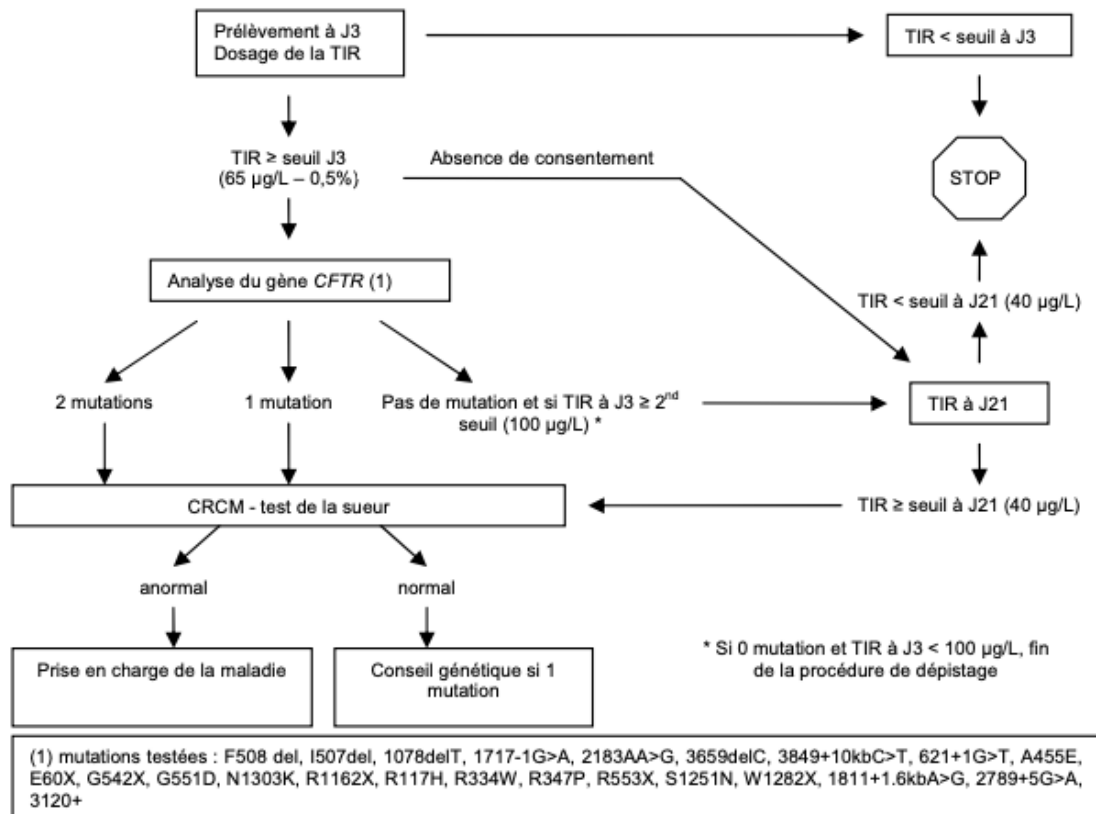 Prélèvement à J3
Dosage de la TIR
TIR < seuil à J3
TIR ≥ seuil J3
(65 µg/L – 0,5%)
Absence de consentement
STOP
Analyse du gène CFTR (1)
TIR < seuil à J21 (40 µg/L)
2 mutations
1 mutation
Pas de mutation et si TIR à J3 ≥ 2nd
seuil (100 µg/L) *
TIR à J21
CRCM - test de la sueur
TIR ≥ seuil à J21 (40 µg/L)
anormal
normal
Prise en charge de la maladie
Conseil génétique si 1
mutation
* Si 0 mutation et TIR à J3 < 100 µg/L, fin
de la procédure de dépistage
(1) mutations testées : F508 del, I507del, 1078delT, 1717-1G>A, 2183AA>G, 3659delC, 3849+10kbC>T, 621+1G>T, A455E,
E60X, G542X, G551D, N1303K, R1162X, R117H, R334W, R347P, R553X, S1251N, W1282X, 1811+1.6kbA>G, 2789+5G>A,
3120+